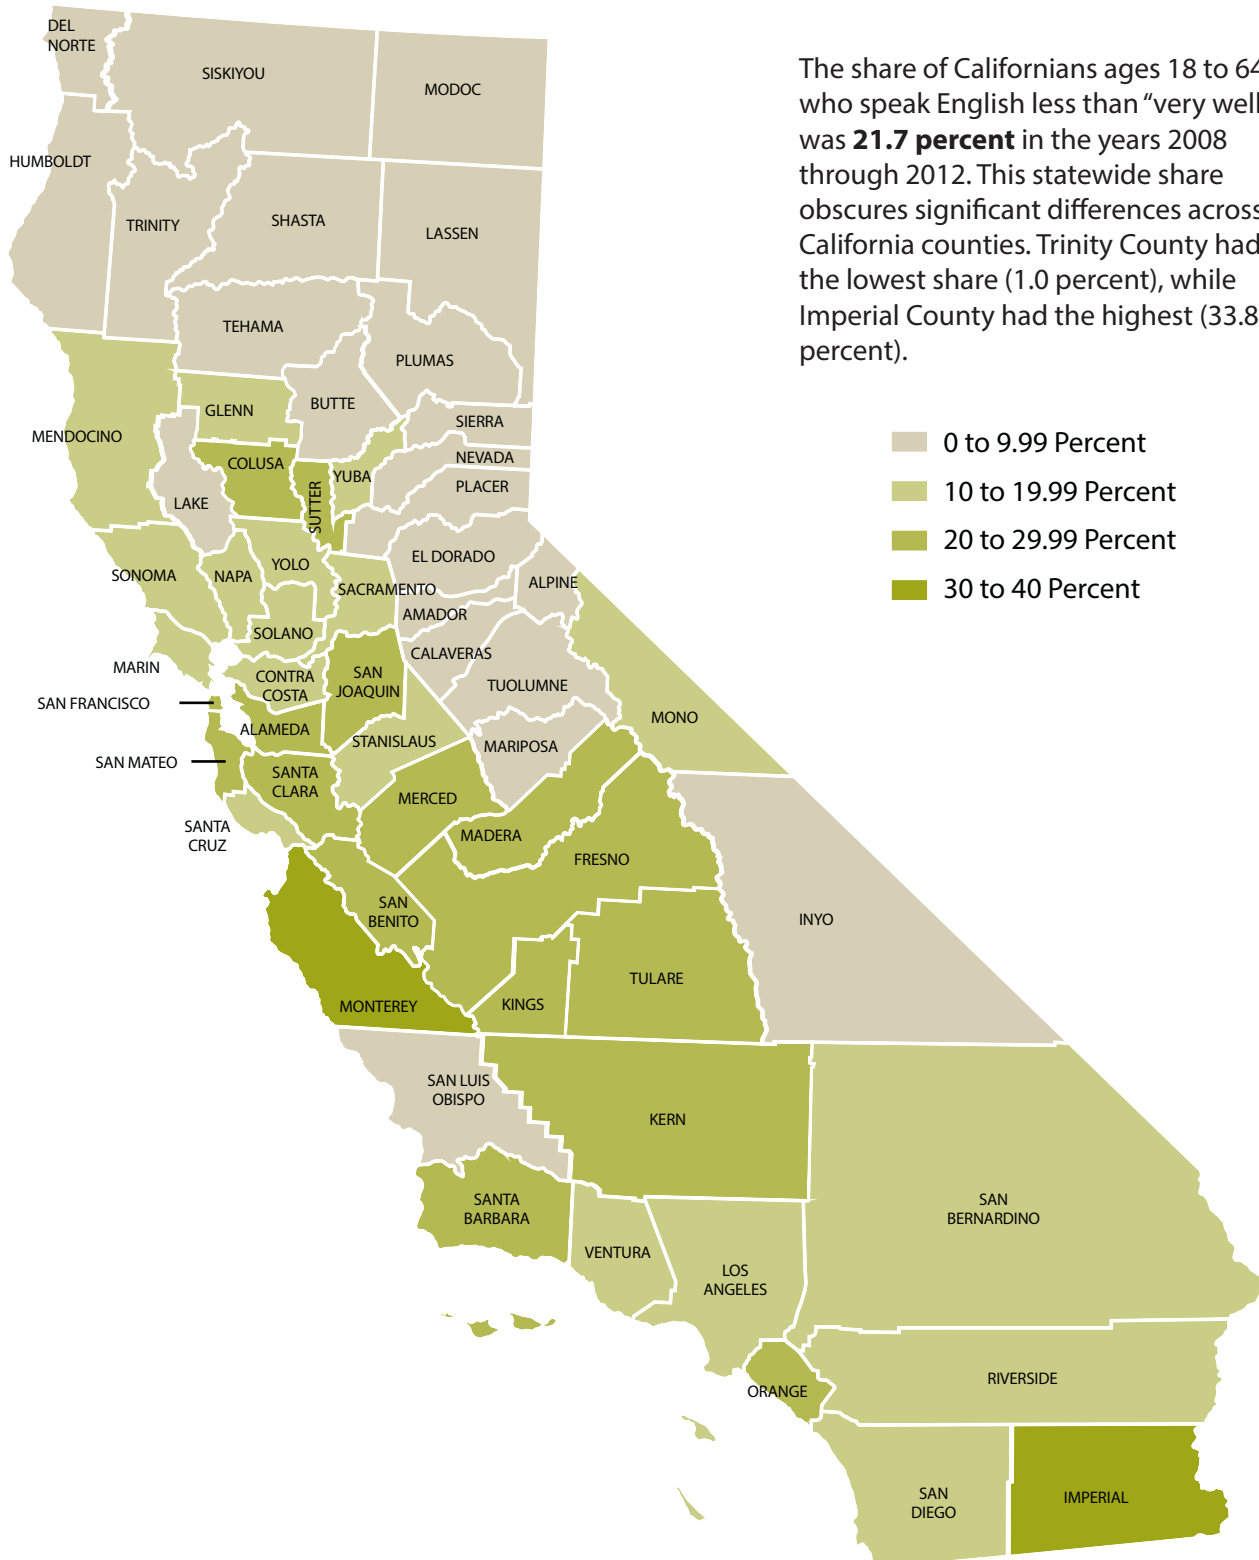 DEL
NORTE
SISKIYOU
MODOC
HUMBOLDT
TRINITY
SHASTA
LASSEN
TEHAMA
PLUMAS
MENDOCINO
GLENN
BUTTE
SIERRA
COLUSA
NEVADA
YUBA
PLACER
LAKE
SUTTER
SONOMA
NAPA
YOLO
EL DORADO
SACRAMENTO
ALPINE
AMADOR
SOLANO
CALAVERAS
MARIN
CONTRA
COSTA
SAN
JOAQUIN
TUOLUMNE
SAN FRANCISCO
MONO
ALAMEDA
STANISLAUS
MARIPOSA
SAN MATEO
SANTA
CLARA
MERCED
SANTA
CRUZ
MADERA
FRESNO
SAN
BENITO
INYO
TULARE
MONTEREY
KINGS
SAN LUIS
OBISPO
KERN
SANTA
BARBARA
SAN
BERNARDINO
VENTURA
LOS
ANGELES
ORANGE
RIVERSIDE
SAN
DIEGO
IMPERIAL
The share of Californians ages 18 to 64
who speak English less than “very well
was 21.7 percent in the years 2008
through 2012. This statewide share
obscures significant differences across
California counties. Trinity County had
the lowest share (1.0 percent), while
Imperial County had the highest (33.8
percent).
0 to 9.99 Percent
10 to 19.99 Percent
20 to 29.99 Percent
30 to 40 Percent